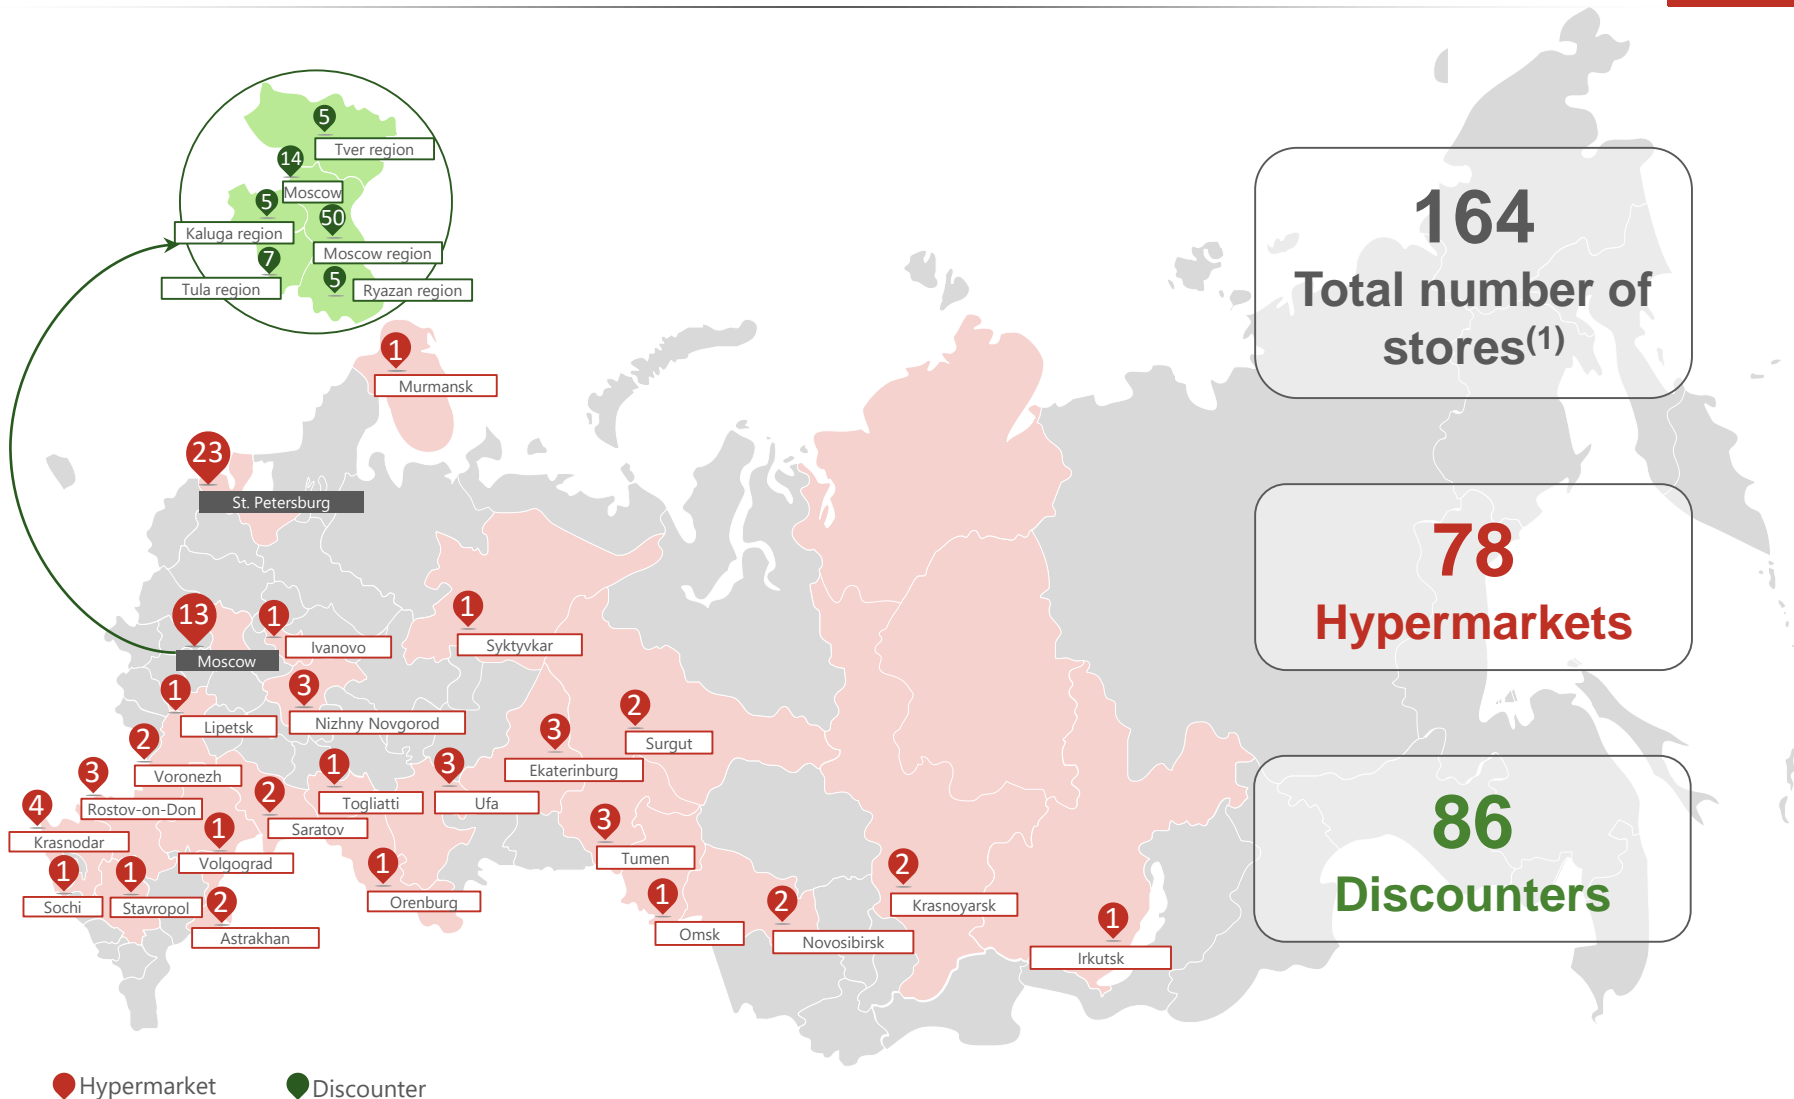 5
Tver region
14
Moscow
5
Kaluga region
50
Moscow region
7
Tula region
5
Ryazan region
1
Murmansk
23
St. Petersburg
13
Moscow
1
Ivanovo
1
Syktyvkar
1
Lipetsk
3
Nizhny Novgorod
2
Surgut
2
Voronezh
3
Ekaterinburg
3
Rostov-on-Don
1
Togliatti
3
Ufa
4
Krasnodar
2
Saratov
1
Volgograd
3
Tumen
1
Sochi
1
Stavropol
1
Orenburg
2
Astrakhan
1
Omsk
2
Novosibirsk
2
Krasnoyarsk
1
Irkutsk
164
Total number of
stores(1)
78
Hypermarkets
86
Discounters
Hypermarket
Discounter